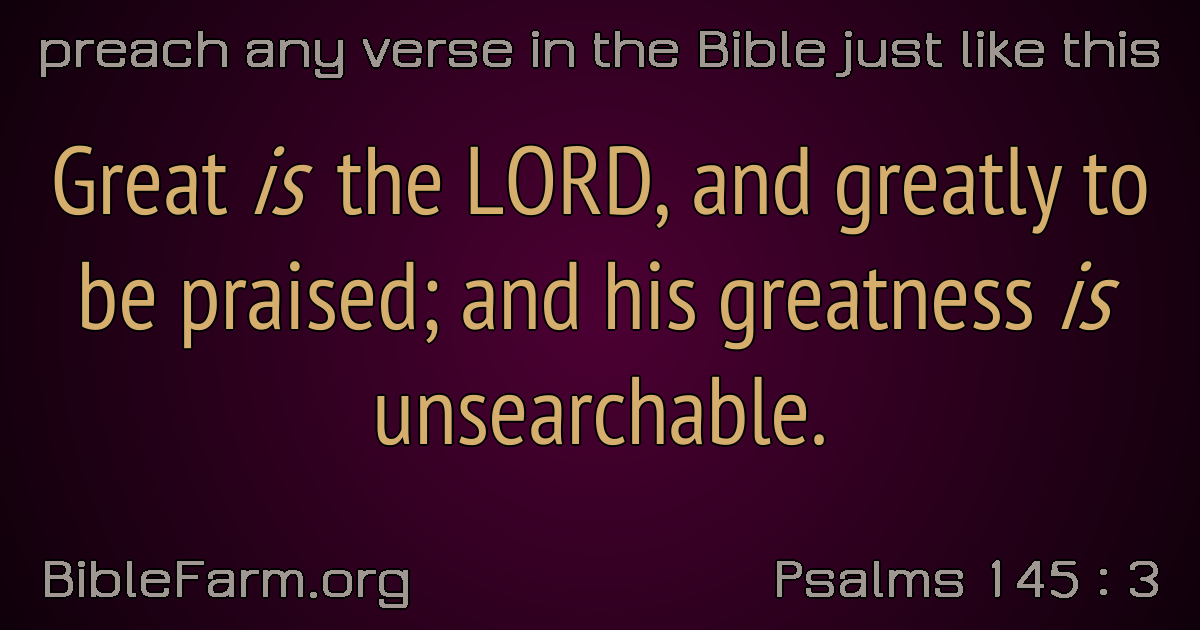 preach any verse in the Bible just like this
Great is the LORD, and greatly to
be praised; and his greatness is
unsearchable.
BibleFarm.org
Psalms 145 : 3